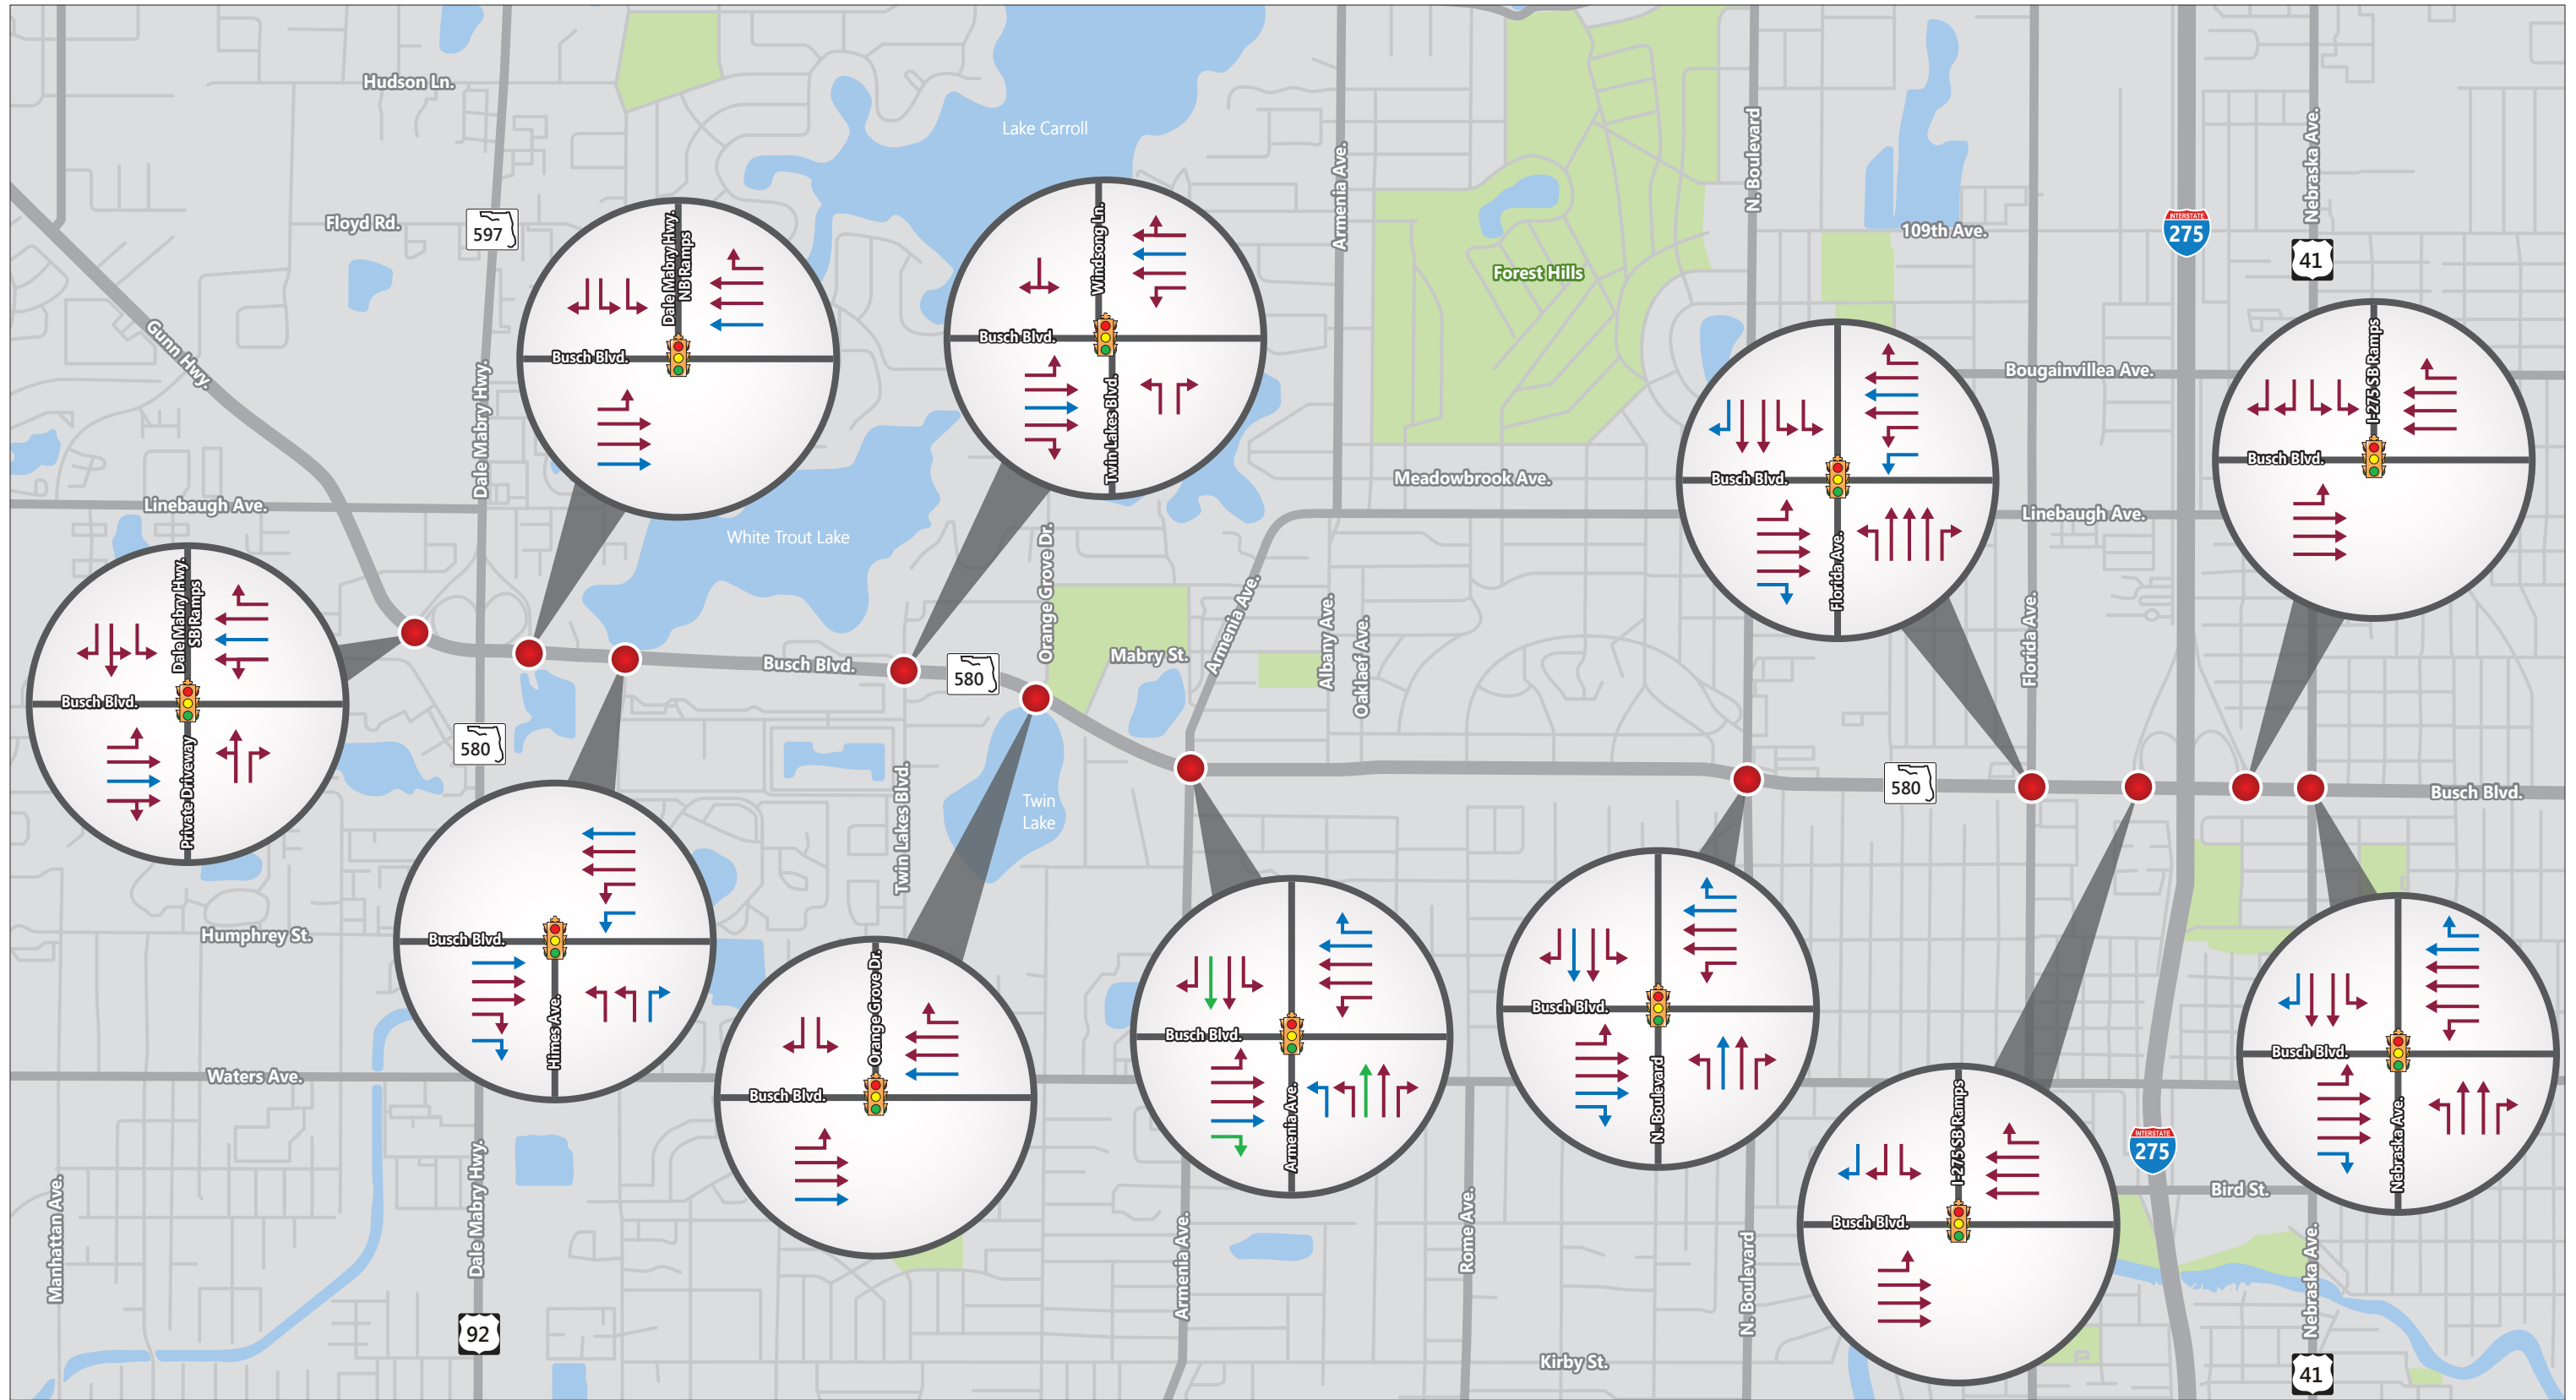 Hudson Ln.
Lake Carroll
Armenia Ave.
N. Boulevard
Nebraska Ave.
Floyd Rd.
597
Forest Hills
109th Ave.
INTERSTATE
275
41
Gunn Hwy.
Dale Mabry Hwy.
Bougainvillea Ave.
Linebaugh Ave.
White Trout Lake
Meadowbrook Ave.
Linebaugh Ave.
Orange Grove Dr.
Mabry St.
Armenia Ave.
Albany Ave.
Oaklaef Ave.
Florida Ave.
Busch Blvd.
580
580
580
Busch Blvd.
Twin Lakes Blvd.
Twin
Lake
Humphrey St.
Waters Ave.
Manhattan Ave.
Dale Mabry Hwy.
92
Armenia Ave.
Rome Ave.
N. Boulevard
Kirby St.
INTERSTATE
275
Bird St.
Nebraska Ave.
41
Dale Mabry Hwy.
SB Ramps
Busch Blvd.
Private Driveway
Dale Mabry Hwy.
NB Ramps
Busch Blvd.
Busch Blvd.
Himes Ave.
Windsong Ln.
Busch Blvd.
Twin Lakes Blvd.
Orange Grove Dr.
Busch Blvd.
Busch Blvd.
Armenia Ave.
Busch Blvd.
N. Boulevard
Busch Blvd.
Florida Ave.
I-275 SB Ramps
Busch Blvd.
I-275 SB Ramps
Busch Blvd.
Busch Blvd.
Nebraska Ave.